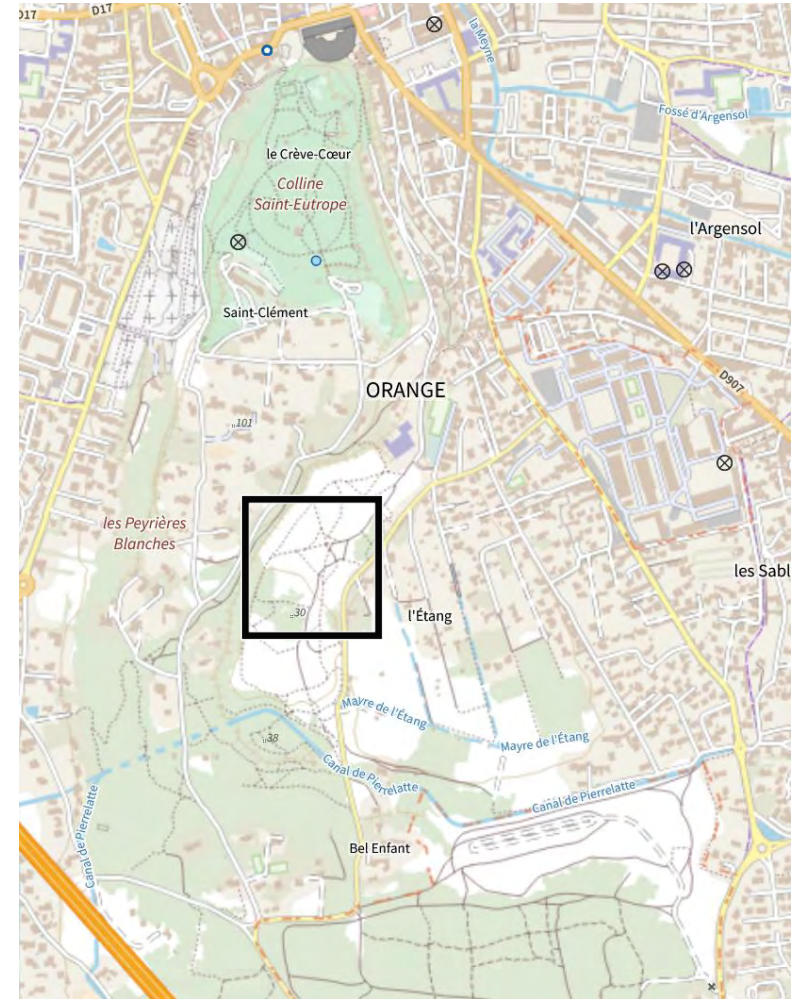 D17
D17
la Meyne
Fossé d'Argensol
le Crève-Cœur
Colline
Saint-Eutrope
l'Argensol
Saint-Clément
D907
ORANGE
101
les Peyrières
Blanches
les Sabl
30
l'Étang
Mayre de l'Étang
Mayre de l'Étang
38
Canal de Pierrelatte
Canal de Pierrelatte
Canal de Pierrelatte
Bel Enfant